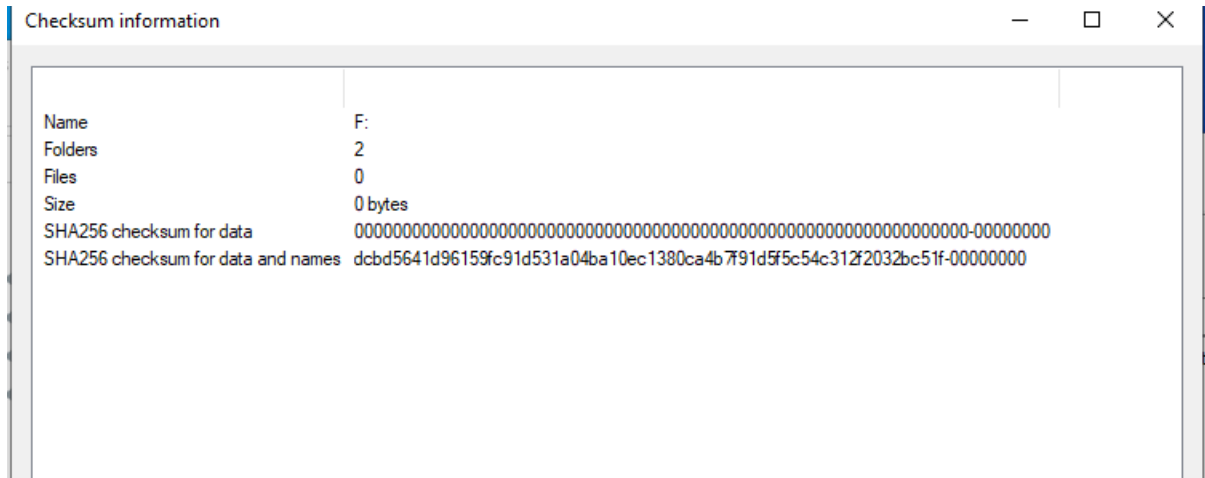 Checksum information
Name F:
Folders 2
Files 0
Size 0 bytes
SHA256 checksum for data 0000000000000000000000000000000000000000000000000000000000000000-00000000
SHA256 checksum for data and names dcbd5641d96159fc91d531a04ba10ec1380ca4b7f91d5f5c54c312f2032bc51f-00000000